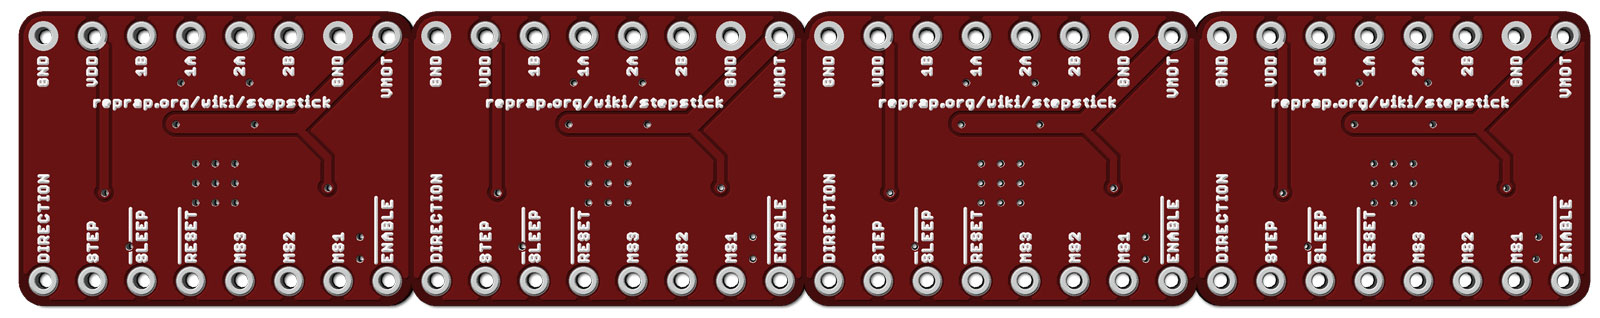 GND VDD 1B 1A 2A 2B GND VMOT GND VDD 1B 1A 2A 2B GND VMOT GND VDD 1B 1A 2A 2B GND VMOT GND VDD 1B 1A 2A 2B GND VMOT
reprap.org/wiki/stepstick reprap.org/wiki/stepstick reprap.org/wiki/stepstick reprap.org/wiki/stepstick
DIRECTION STEP SLEEP RESET MS3 MS2 MS1 ENABLE DIRECTION STEP SLEEP RESET MS3 MS2 MS1 ENABLE DIRECTION STEP SLEEP RESET MS3 MS2 MS1 ENABLE DIRECTION STEP SLEEP RESET MS3 MS2 MS1 ENABLE